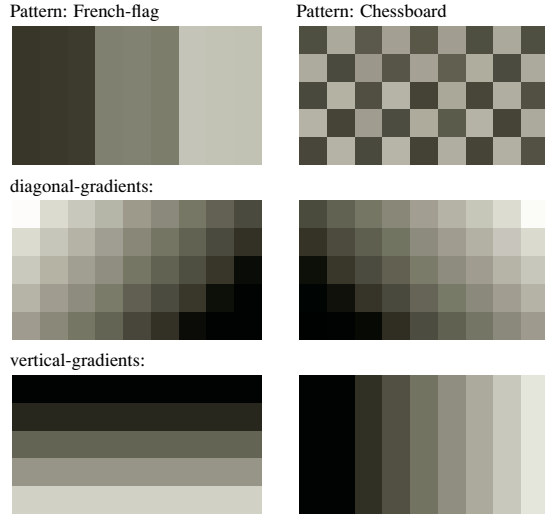 Pattern: French-flag
Pattern: Chessboard
diagonal-gradients:
vertical-gradients: